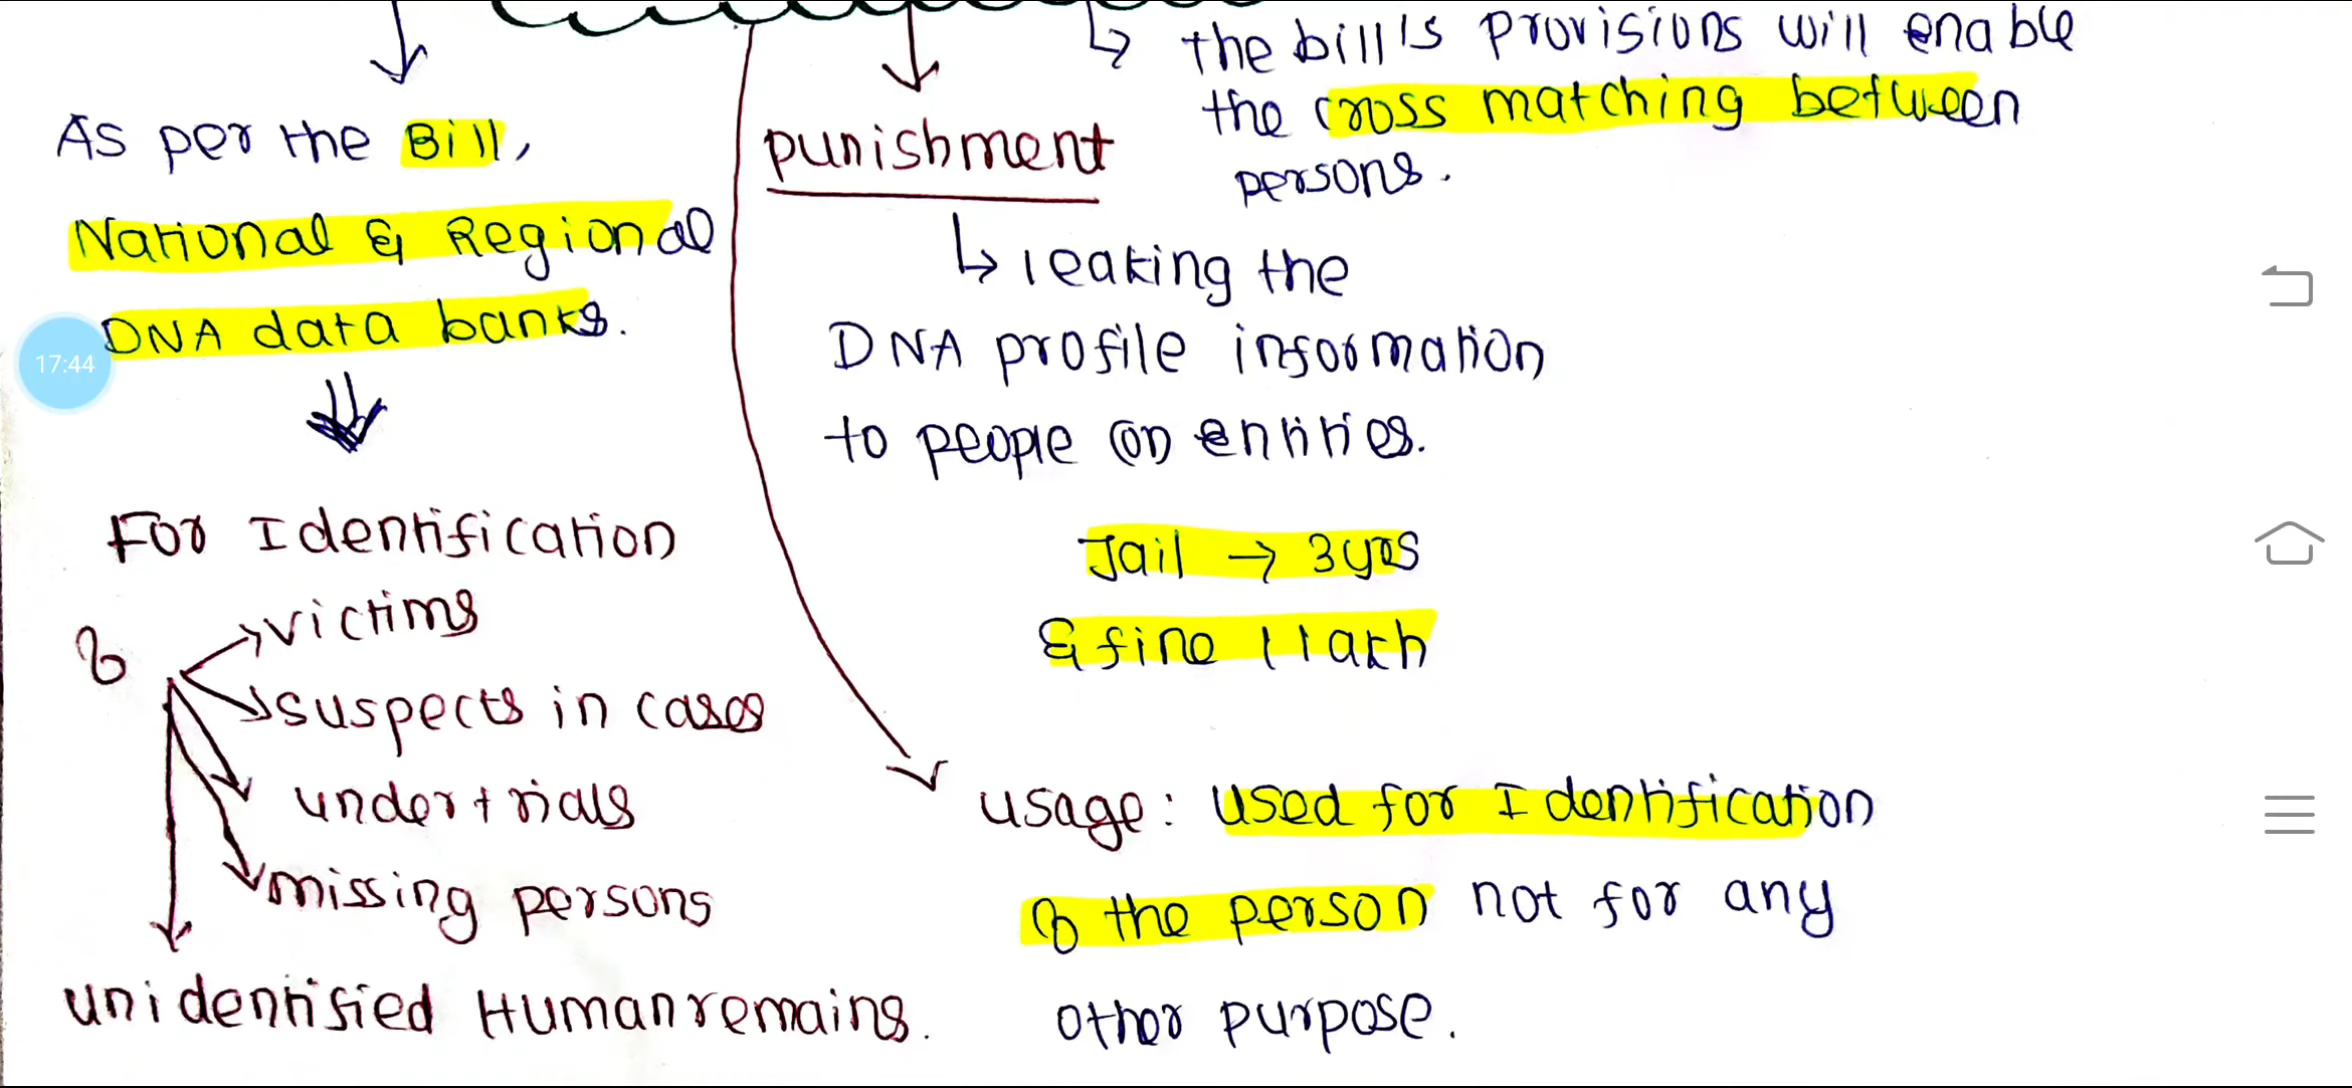 As per the Bill,
National & Regional
DNA data banks.
17:44
For Identification
of
victims
suspects in cases
undertrials
missing persons
unidentified Human remains.
punishment
leaking the
DNA profile information
to people (or) entities.
Jail → 3yrs
& fine 1 lakh
the bill's provisions will enable
the cross matching between
persons.
usage: used for Identification
of the person not for any
other purpose.